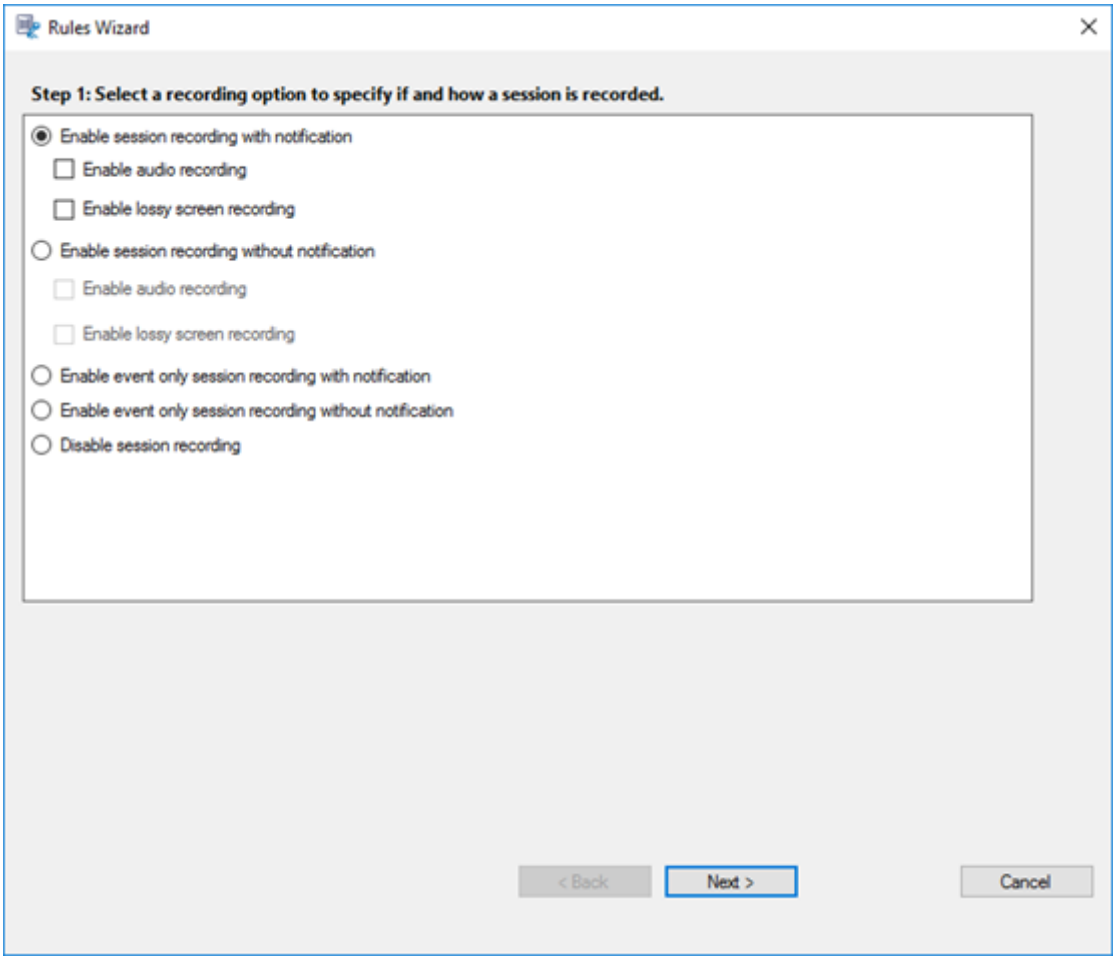 Rules Wizard
Step 1: Select a recording option to specify if and how a session is recorded.
Enable session recording with notification
Enable audio recording
Enable lossy screen recording
Enable session recording without notification
Enable audio recording
Enable lossy screen recording
Enable event only session recording with notification
Enable event only session recording without notification
Disable session recording
< Back Next > Cancel